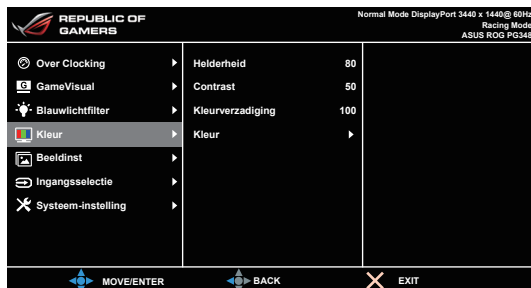 REPUBLIC OF
GAMERS
Normal Mode DisplayPort 3440 x 1440@ 60Hz
Racing Mode
ASUS ROG PG348
Over Clocking
GameVisual
Blauwlichtfilter
Kleur
Beeldinst
Ingangsselectie
Systeem-instelling
Helderheid 80
Contrast 50
Kleurverzadiging 100
Kleur
MOVE/ENTER BACK EXIT